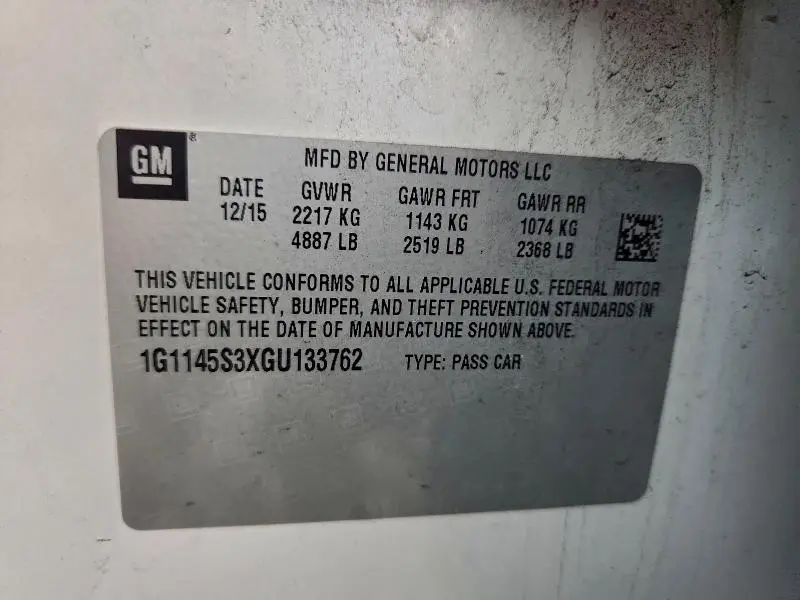 GM
MFD BY GENERAL MOTORS LLC
DATE GVWR GAWR FRT GAWR RR
12/15 2217 KG 1143 KG 1074 KG
4887 LB 2519 LB 2368 LB
THIS VEHICLE CONFORMS TO ALL APPLICABLE U.S. FEDERAL MOTOR
VEHICLE SAFETY, BUMPER, AND THEFT PREVENTION STANDARDS IN
EFFECT ON THE DATE OF MANUFACTURE SHOWN ABOVE.
1G1145S3XGU133762 TYPE: PASS CAR